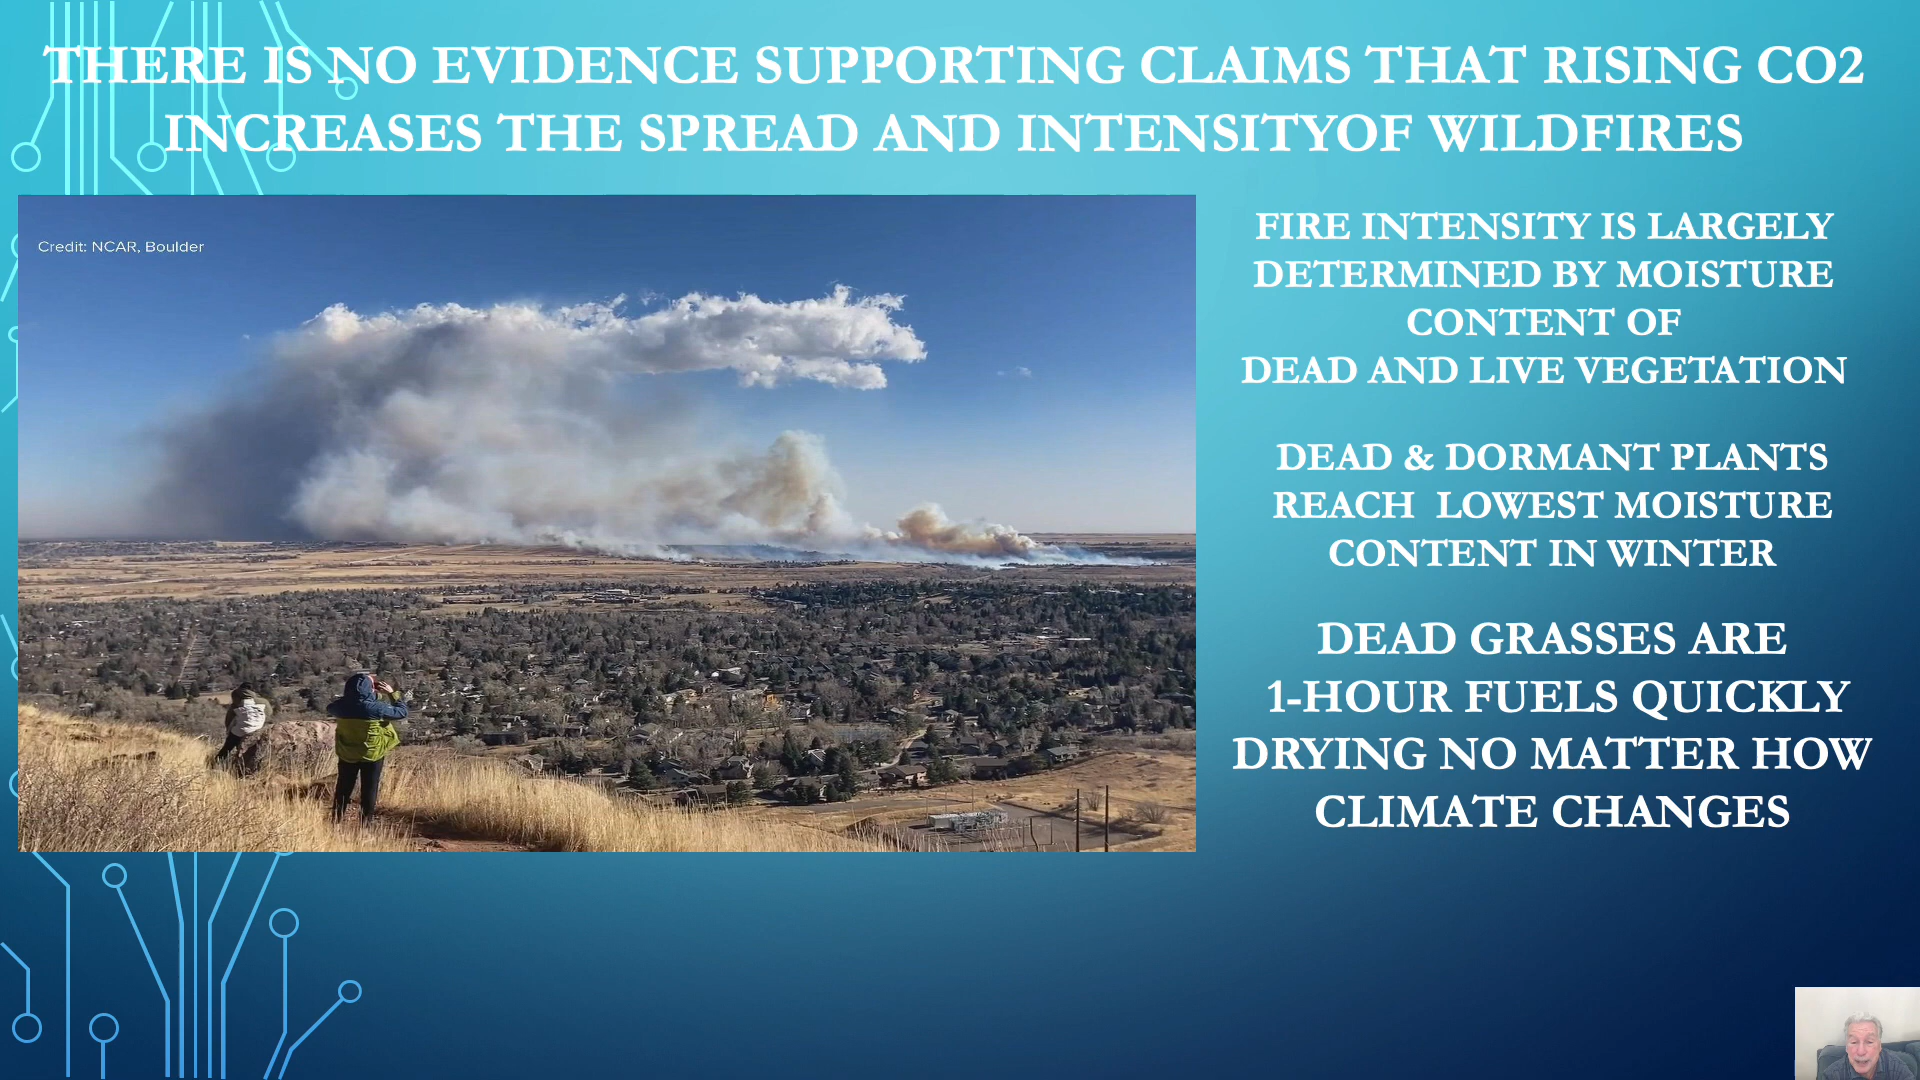 THERE IS NO EVIDENCE SUPPORTING CLAIMS THAT RISING CO2
INCREASES THE SPREAD AND INTENSITYOF WILDFIRES
Credit: NCAR, Boulder
FIRE INTENSITY IS LARGELY
DETERMINED BY MOISTURE
CONTENT OF
DEAD AND LIVE VEGETATION
DEAD & DORMANT PLANTS
REACH LOWEST MOISTURE
CONTENT IN WINTER
DEAD GRASSES ARE
1-HOUR FUELS QUICKLY
DRYING NO MATTER HOW
CLIMATE CHANGES